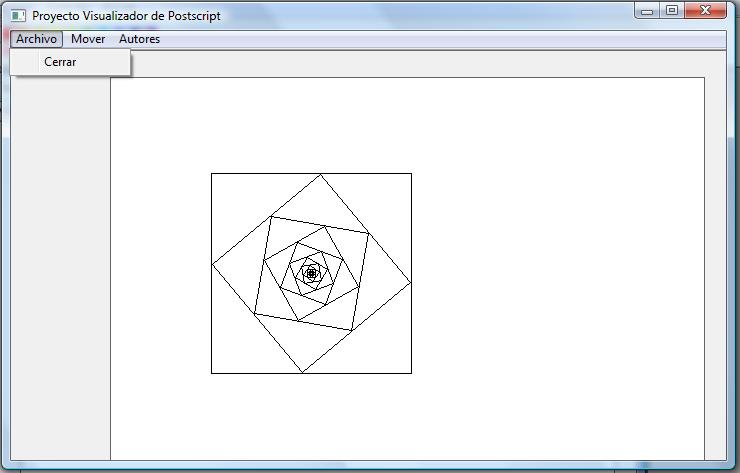 Proyecto Visualizador de Postscript
Archivo Mover Autores
Cerrar